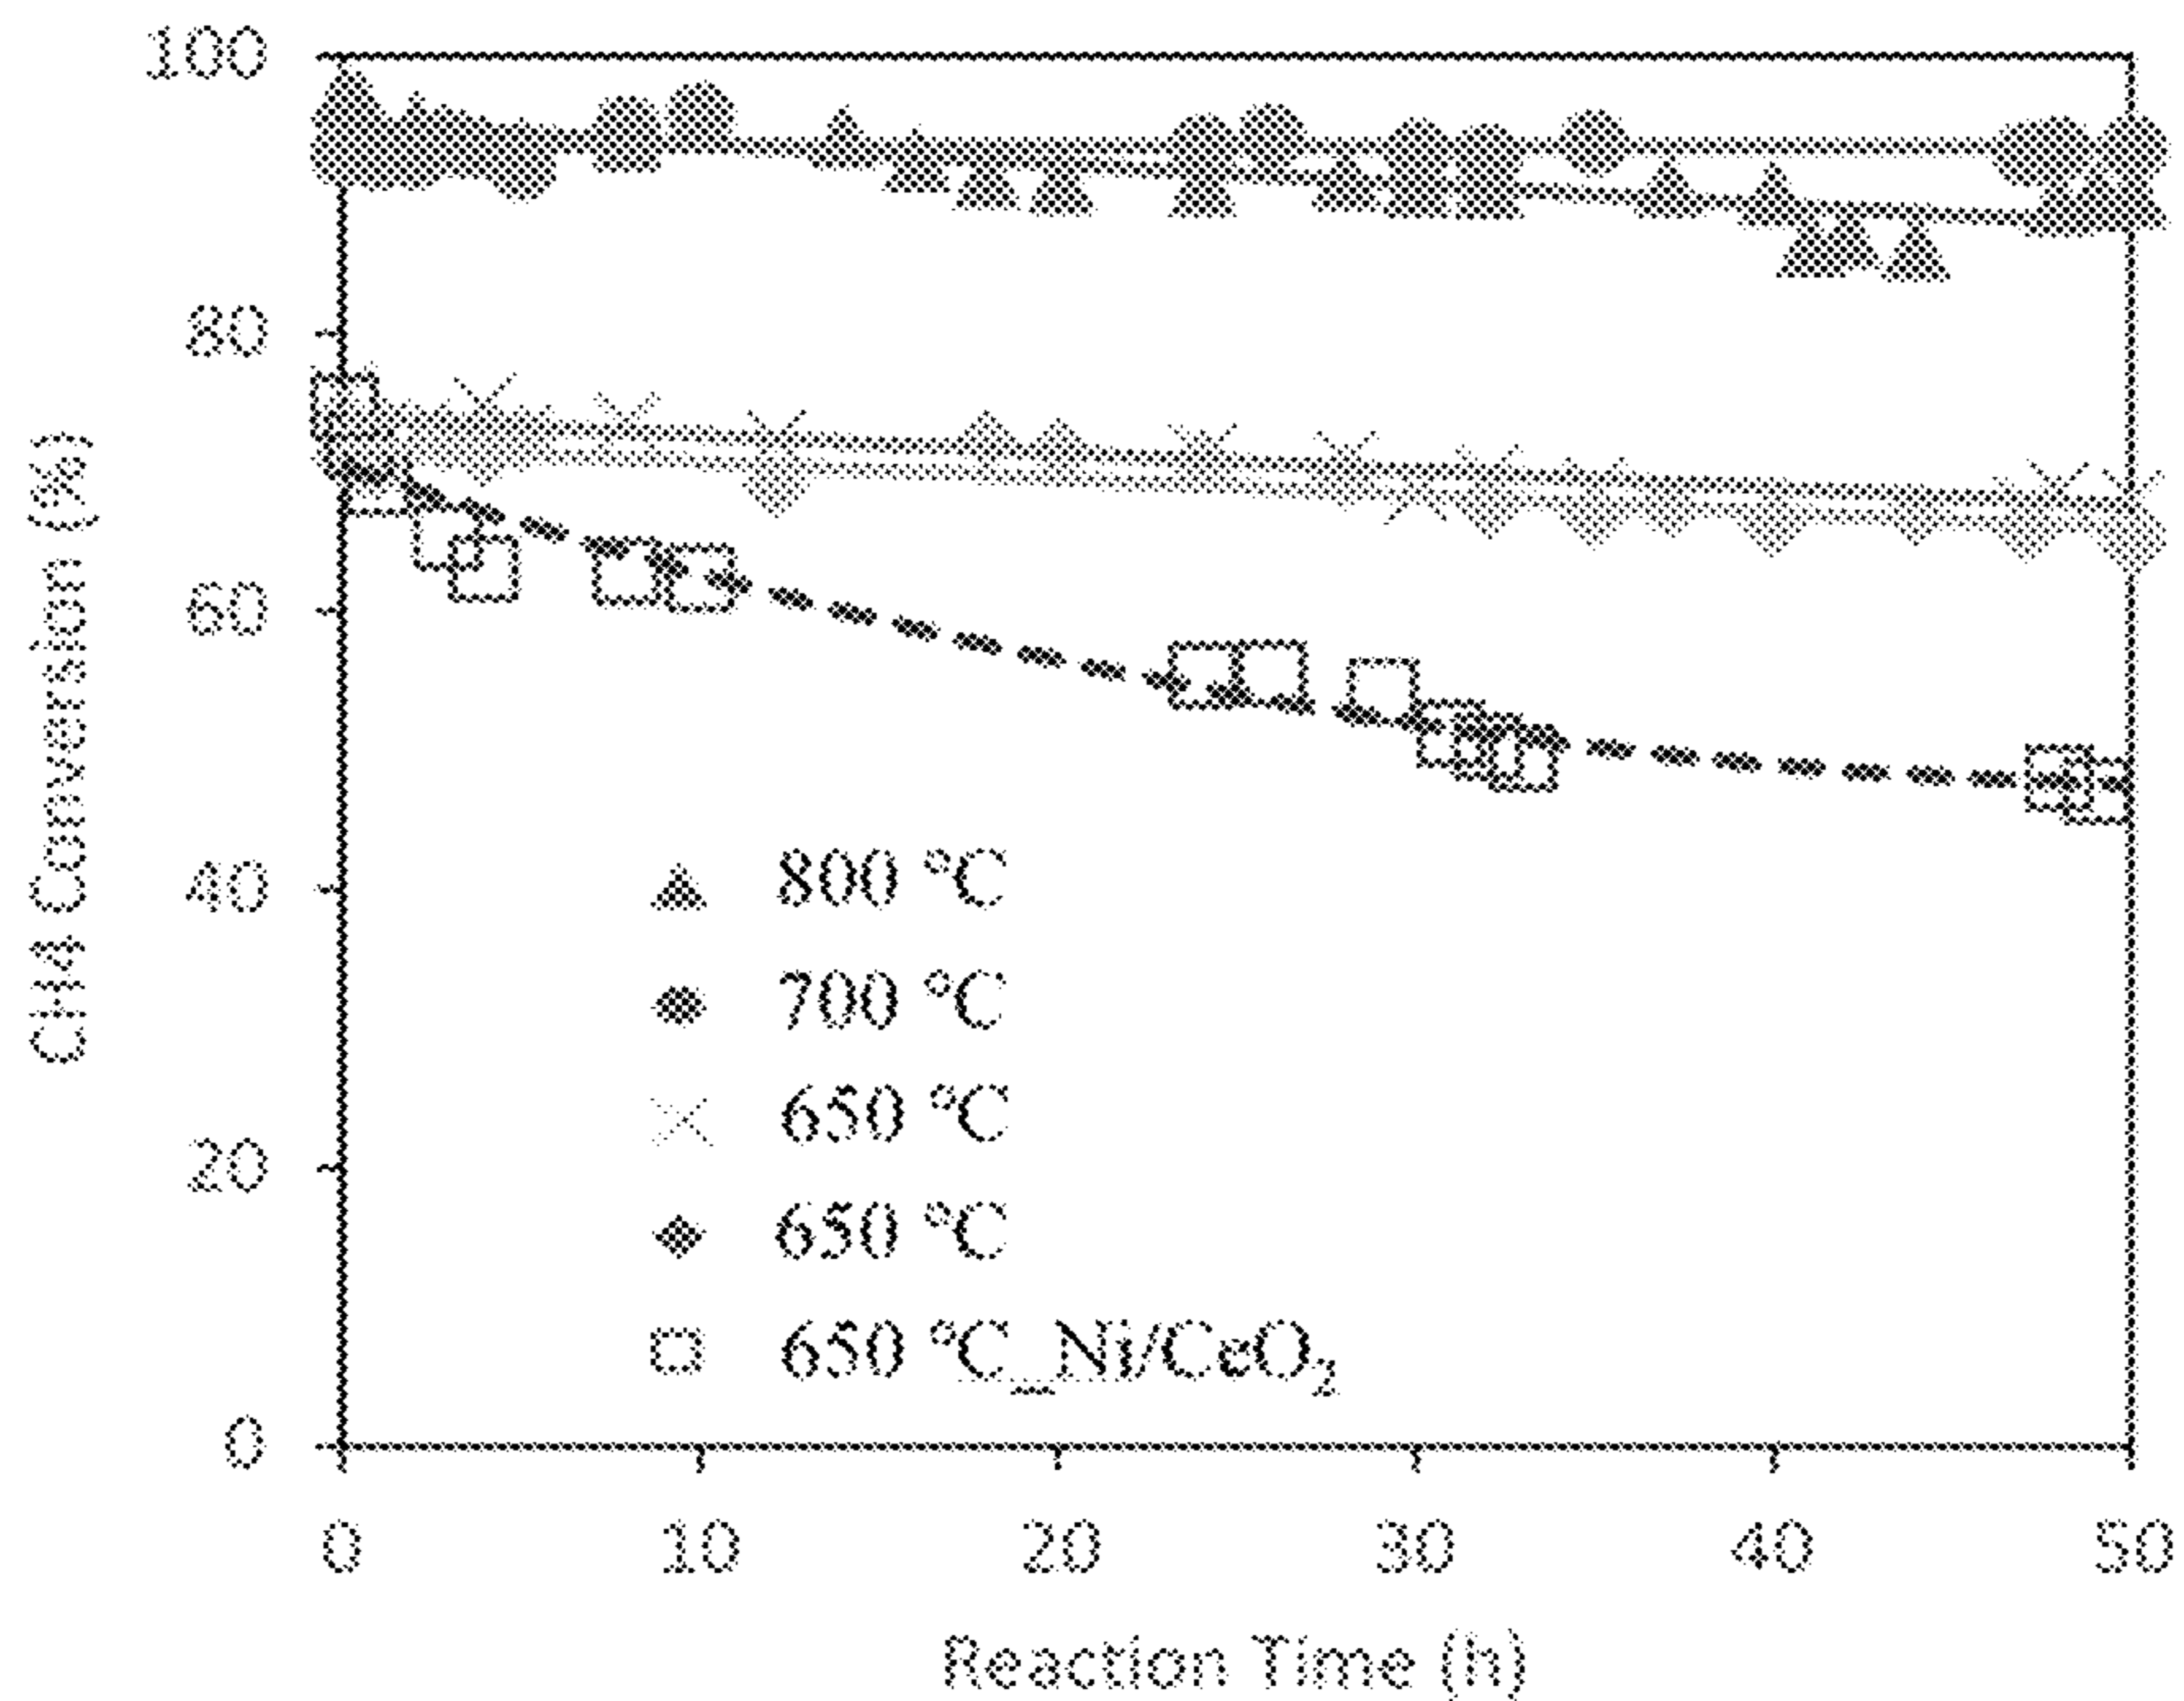 CH4 Conversion (%)
100
80
60
40
20
0
800 °C
700 °C
650 °C
650 °C
650 °C_Ni/CeO₂
0 10 20 30 40 50
Reaction Time (h)